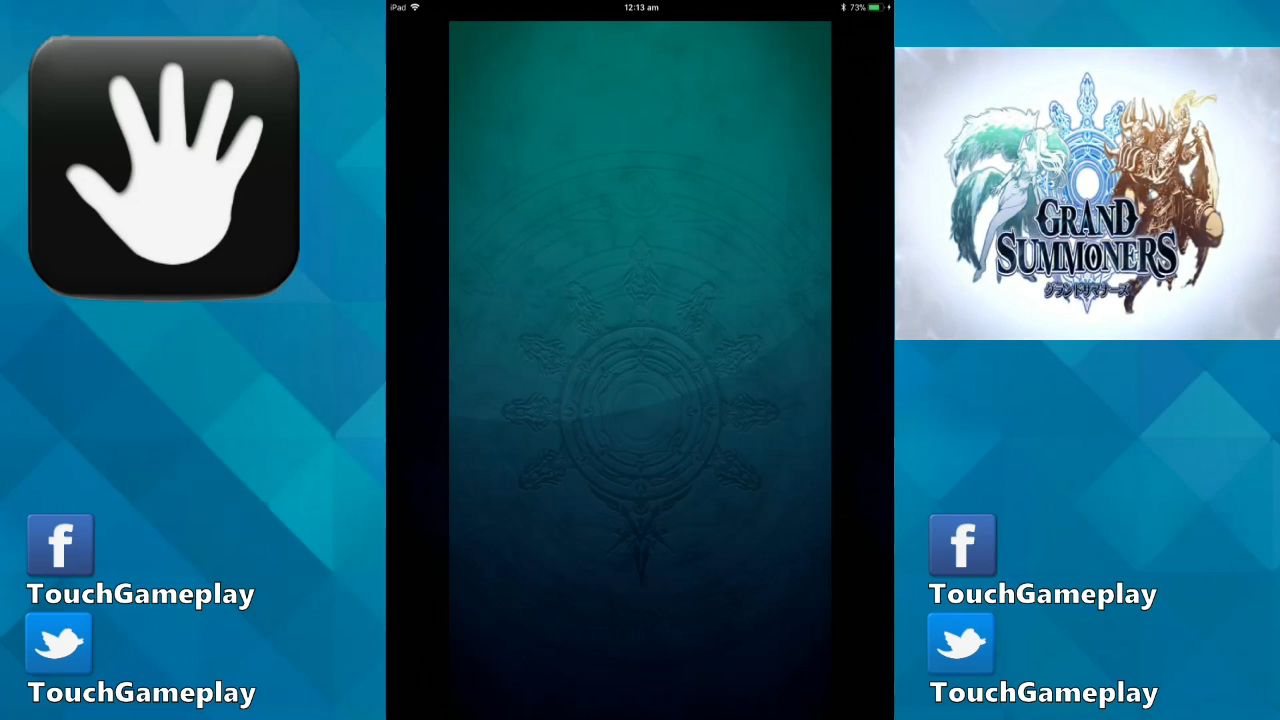 iPad
12:13 am
73%
GRAND
SUMMONERS
グランドサマナーズ
f
TouchGameplay
TouchGameplay
f
TouchGameplay
TouchGameplay